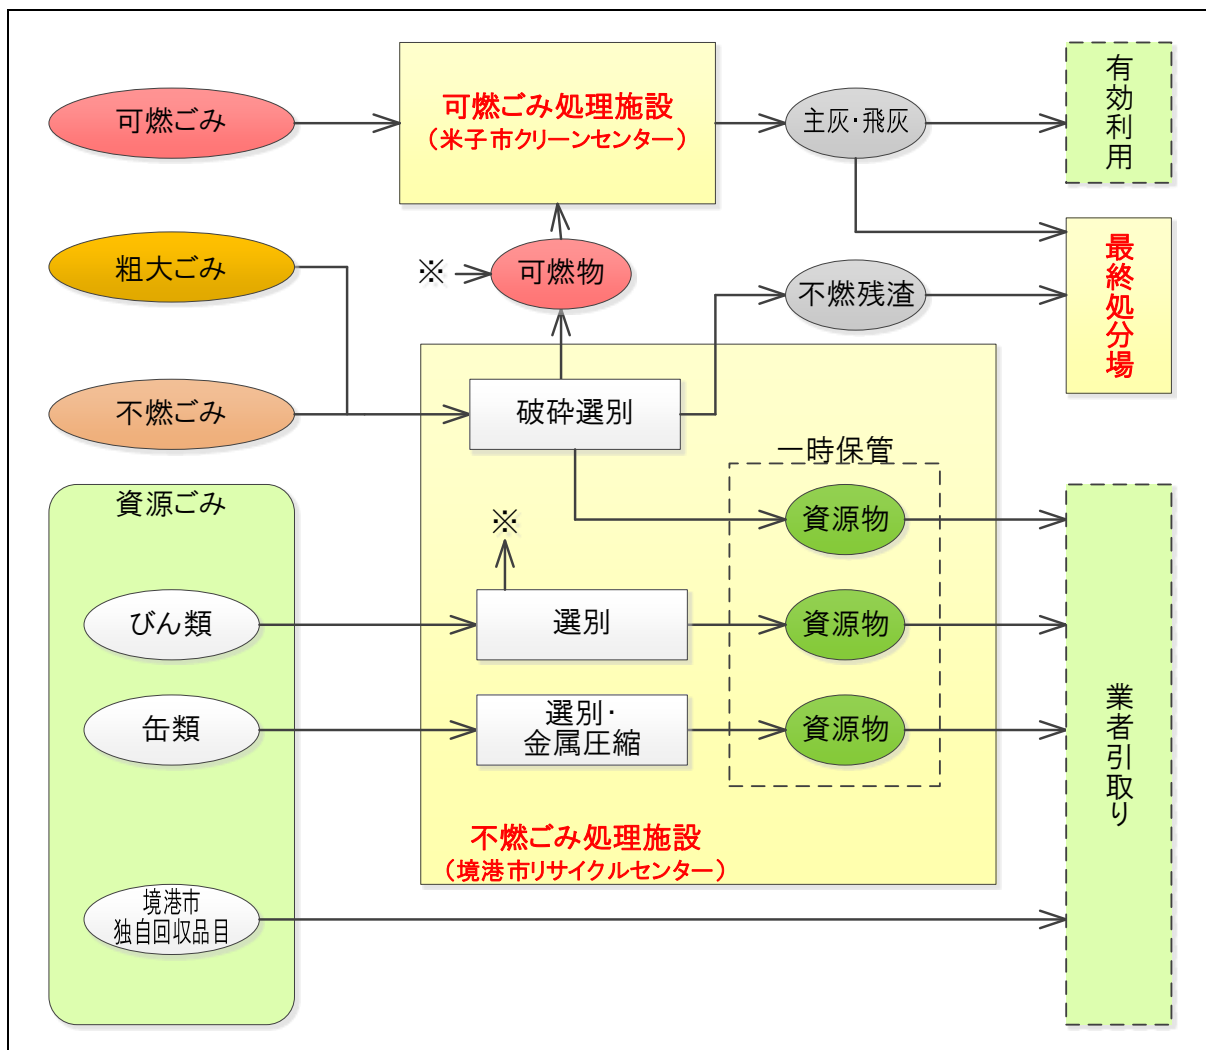 可燃ごみ
可燃ごみ処理施設
（米子市クリーンセンター）
主灰・飛灰
有効利用
粗大ごみ
※
可燃物
不燃残渣
最終処分場
不燃ごみ
破砕選別
一時保管
資源ごみ
※
資源物
びん類
選別
資源物
缶類
選別・
金属圧縮
資源物
業者引取り
不燃ごみ処理施設
（境港市リサイクルセンター）
境港市
独自回収品目